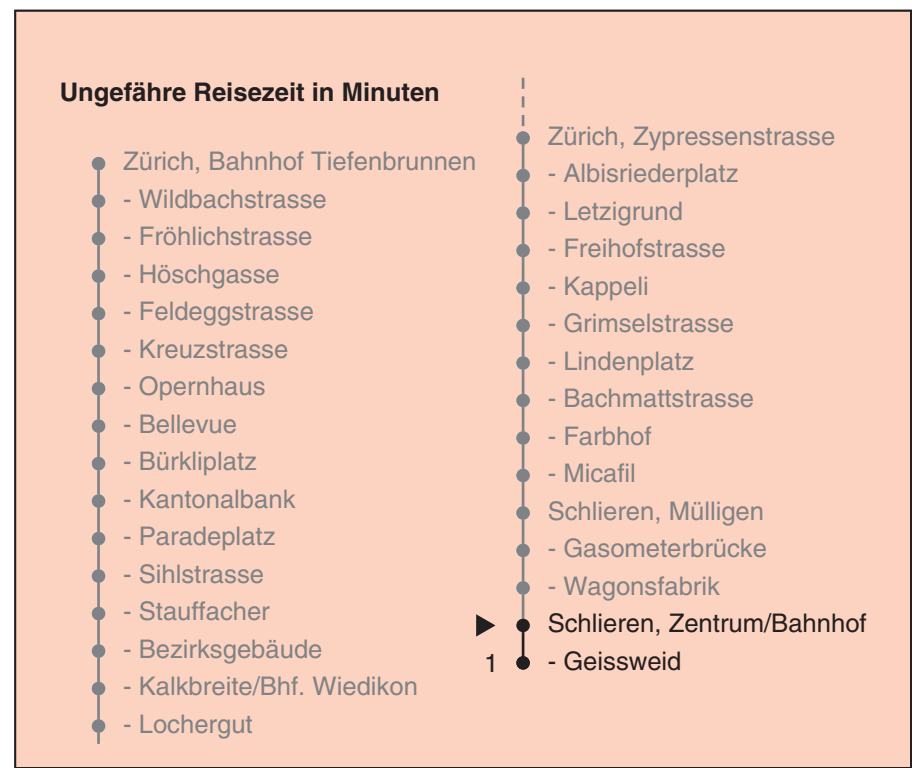 Ungefähre Reisezeit in Minuten
Zürich, Bahnhof Tiefenbrunnen
- Wildbachstrasse
- Fröhlichstrasse
- Höschgasse
- Feldeggstrasse
- Kreuzstrasse
- Opernhaus
- Bellevue
- Bürkliplatz
- Kantonalbank
- Paradeplatz
- Sihlstrasse
- Stauffacher
- Bezirksgebäude
- Kalkbreite/Bhf. Wiedikon
- Lochergut
Zürich, Zypressenstrasse
- Albisriederplatz
- Letzigrund
- Freihofstrasse
- Kappeli
- Grimselstrasse
- Lindenplatz
- Bachmattstrasse
- Farbhof
- Micafil
Schlieren, Mülligen
- Gasometerbrücke
- Wagonsfabrik
Schlieren, Zentrum/Bahnhof
1 - Geissweid